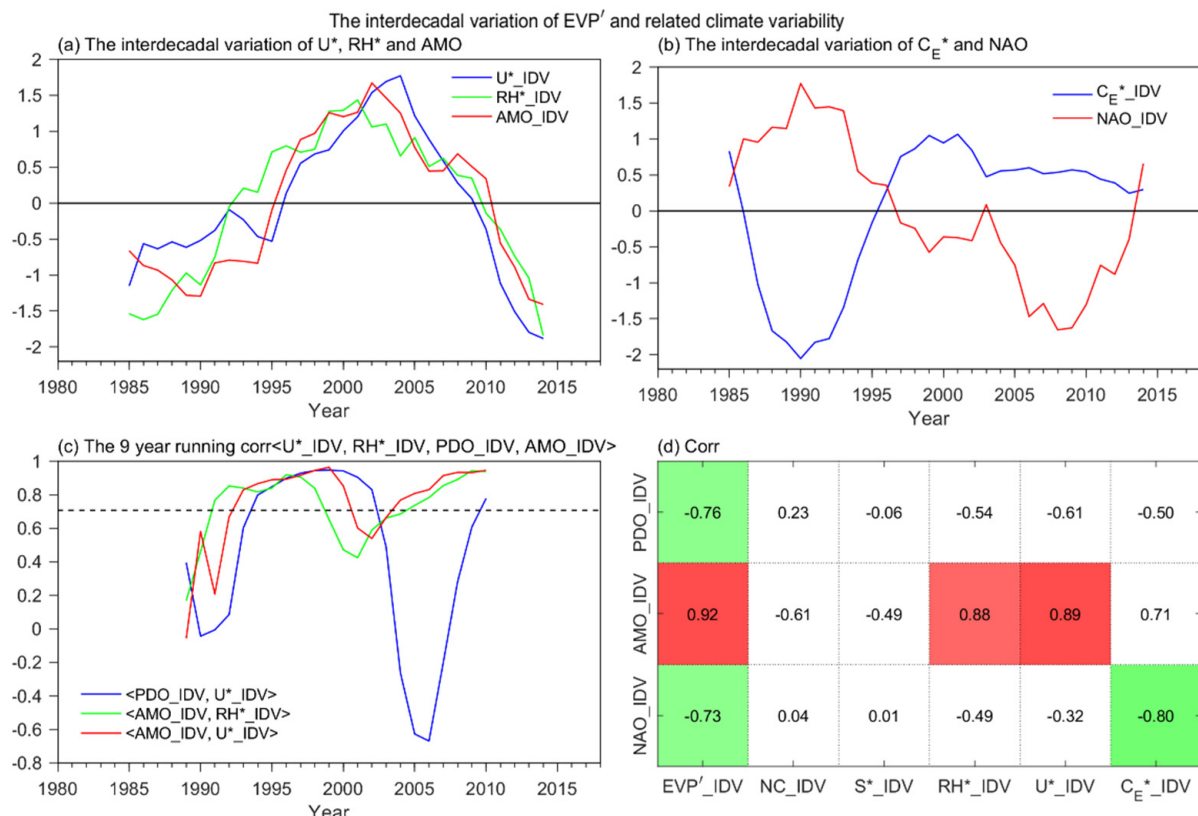 The interdecadal variation of EVP′ and related climate variability
(a) The interdecadal variation of U*, RH* and AMO
2
1.5
1
0.5
0
-0.5
-1
-1.5
-2
U*_IDV
RH*_IDV
AMO_IDV
1980 1985 1990 1995 2000 2005 2010 2015
Year
(b) The interdecadal variation of C_E* and NAO
2
1.5
1
0.5
0
-0.5
-1
-1.5
-2
C_E*_IDV
NAO_IDV
1980 1985 1990 1995 2000 2005 2010 2015
Year
(c) The 9 year running corr<U*_IDV, RH*_IDV, PDO_IDV, AMO_IDV>
1
0.8
0.6
0.4
0.2
0
-0.2
-0.4
-0.6
-0.8
<PDO_IDV, U*_IDV>
<AMO_IDV, RH*_IDV>
<AMO_IDV, U*_IDV>
1980 1985 1990 1995 2000 2005 2010 2015
Year
(d) Corr
PDO_IDV
-0.76 0.23 -0.06 -0.54 -0.61 -0.50
AMO_IDV
0.92 -0.61 -0.49 0.88 0.89 0.71
NAO_IDV
-0.73 0.04 0.01 -0.49 -0.32 -0.80
EVP′_IDV NC_IDV S*_IDV RH*_IDV U*_IDV C_E*_IDV